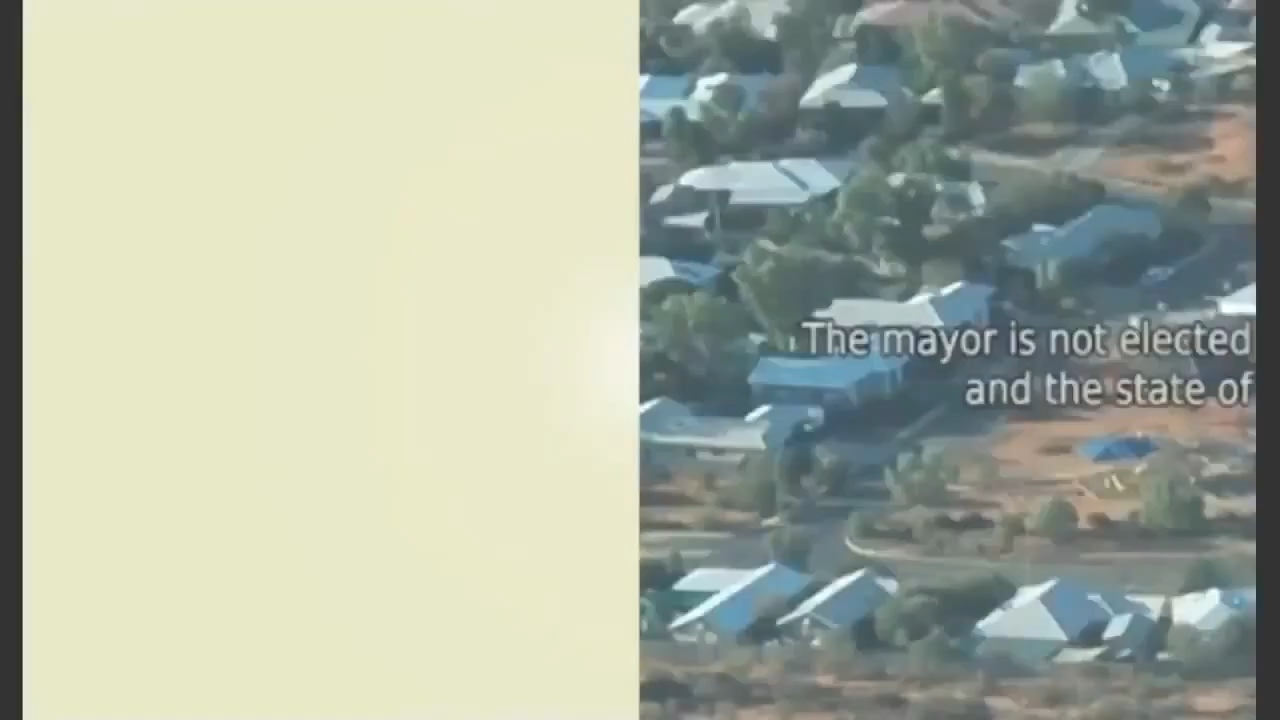 The mayor is not elected
and the state of